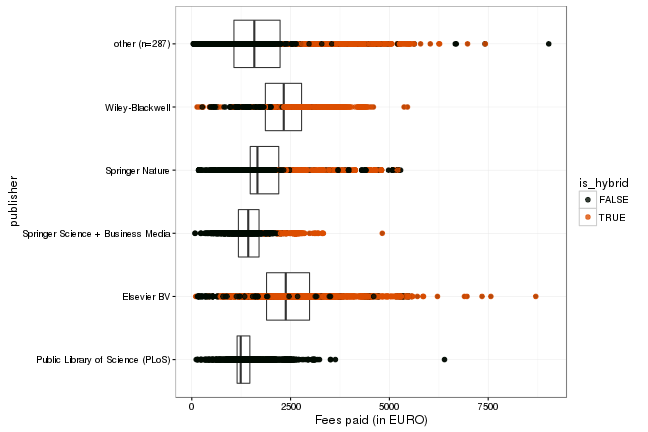 other (n=287)
Wiley-Blackwell
Springer Nature
Springer Science + Business Media
Elsevier BV
Public Library of Science (PLoS)
publisher
0
2500
5000
7500
Fees paid (in EURO)
is_hybrid
FALSE
TRUE